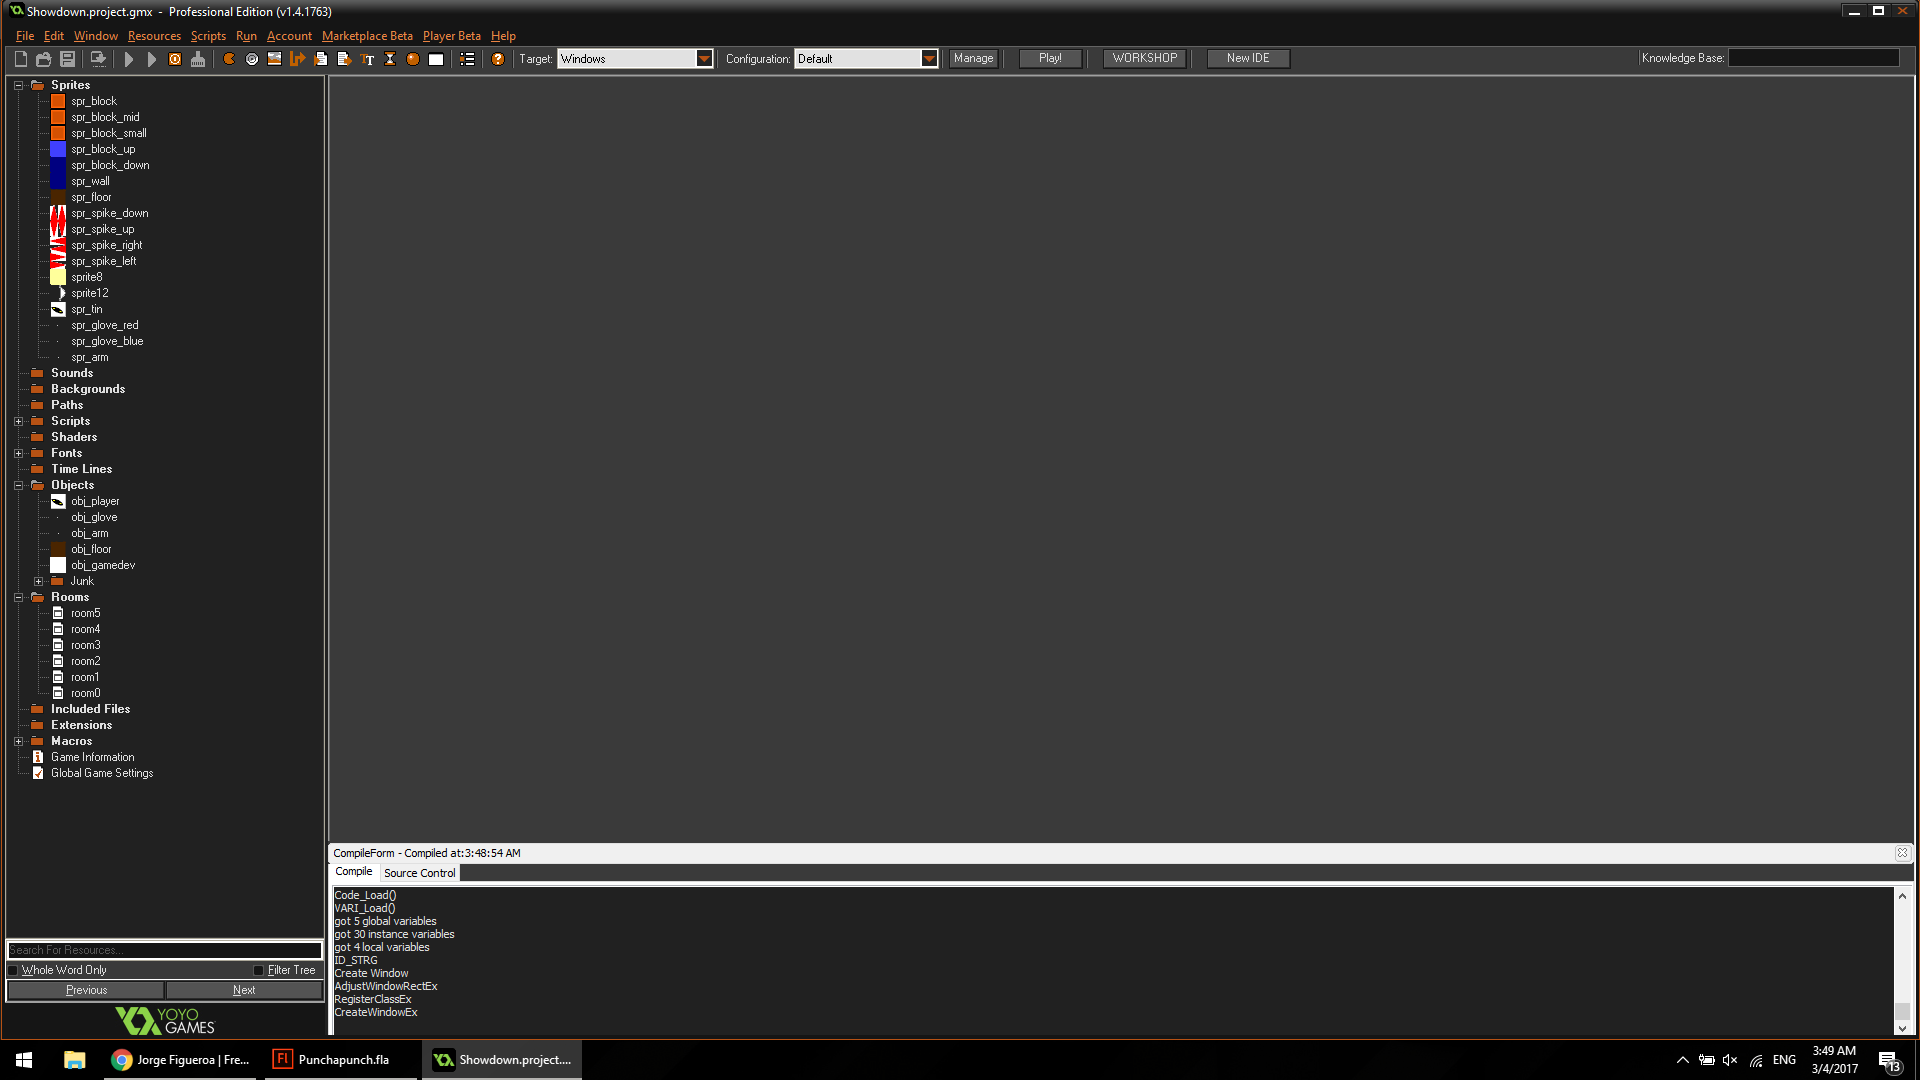 Showdown.project.gmx - Professional Edition (v1.4.1763)
File Edit Window Resources Scripts Run Account Marketplace Beta Player Beta Help
Target: Windows Configuration: Default Manage Play! WORKSHOP New IDE Knowledge Base:
Sprites
spr_block
spr_block_mid
spr_block_small
spr_block_up
spr_block_down
spr_wall
spr_floor
spr_spike_down
spr_spike_up
spr_spike_right
spr_spike_left
sprite8
sprite12
spr_tin
spr_glove_red
spr_glove_blue
spr_arm
Sounds
Backgrounds
Paths
Scripts
Shaders
Fonts
Time Lines
Objects
obj_player
obj_glove
obj_arm
obj_floor
obj_gamedev
Junk
Rooms
room5
room4
room3
room2
room1
room0
Included Files
Extensions
Macros
Game Information
Global Game Settings
Search For Resources...
Whole Word Only Filter Tree
Previous Next
YOYO
GAMES
CompileForm - Compiled at:3:48:54 AM
Compile Source Control
Code_Load()
VARI_Load()
got 5 global variables
got 30 instance variables
got 4 local variables
ID_STRG
Create Window
AdjustWindowRectEx
RegisterClassEx
CreateWindowEx
Jorge Figueroa | Fre... Fl Punchapunch.fla Showdown.project.... ENG 3:49 AM
3/4/2017 13